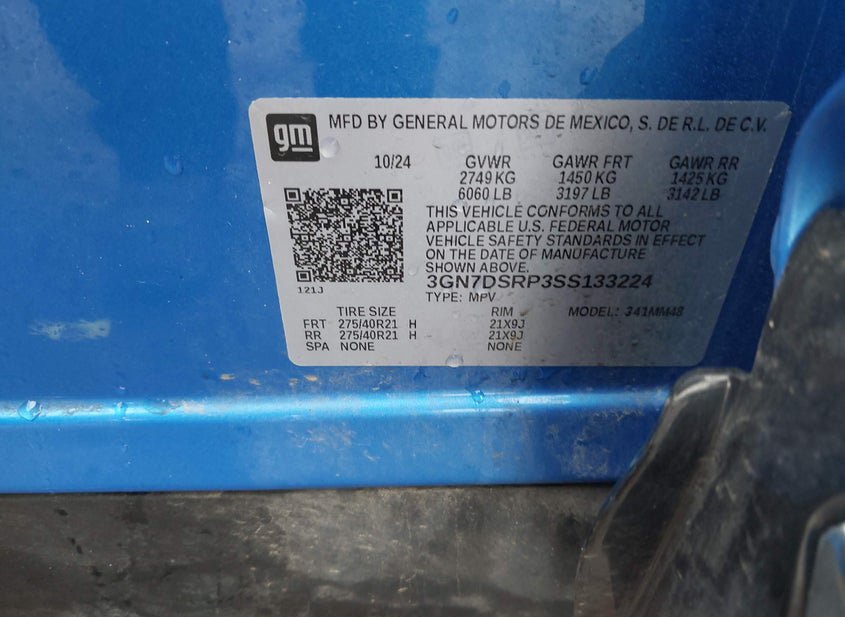 gm MFD BY GENERAL MOTORS DE MEXICO, S. DE R.L. DE C.V.
10/24 GVWR GAWR FRT GAWR RR
2749 KG 1450 KG 1425 KG
6060 LB 3197 LB 3142 LB
THIS VEHICLE CONFORMS TO ALL
APPLICABLE U.S. FEDERAL MOTOR
VEHICLE SAFETY STANDARDS IN EFFECT
ON THE DATE OF MANUFACTURE
SHOWN ABOVE.
3GN7DSRP3SS133224
121J
TYPE: MPV
TIRE SIZE RIM MODEL: 341MM48
FRT 275/40R21 H 21X9J
RR 275/40R21 H 21X9J
SPA NONE NONE